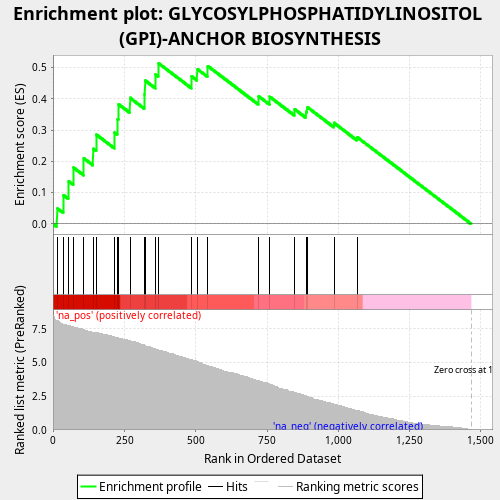 Enrichment plot: GLYCOSYLPHOSPHATIDYLINOSITOL
(GPI)-ANCHOR BIOSYNTHESIS
Enrichment score (ES)
0.5
0.4
0.3
0.2
0.1
0.0
'na_pos' (positively correlated)
Ranked list metric (PreRanked)
7.5
5.0
2.5
0.0
Zero cross at 1
'na_neg' (negatively correlated)
0
250
500
750
1,000
1,250
1,500
Rank in Ordered Dataset
Enrichment profile
Hits
Ranking metric scores